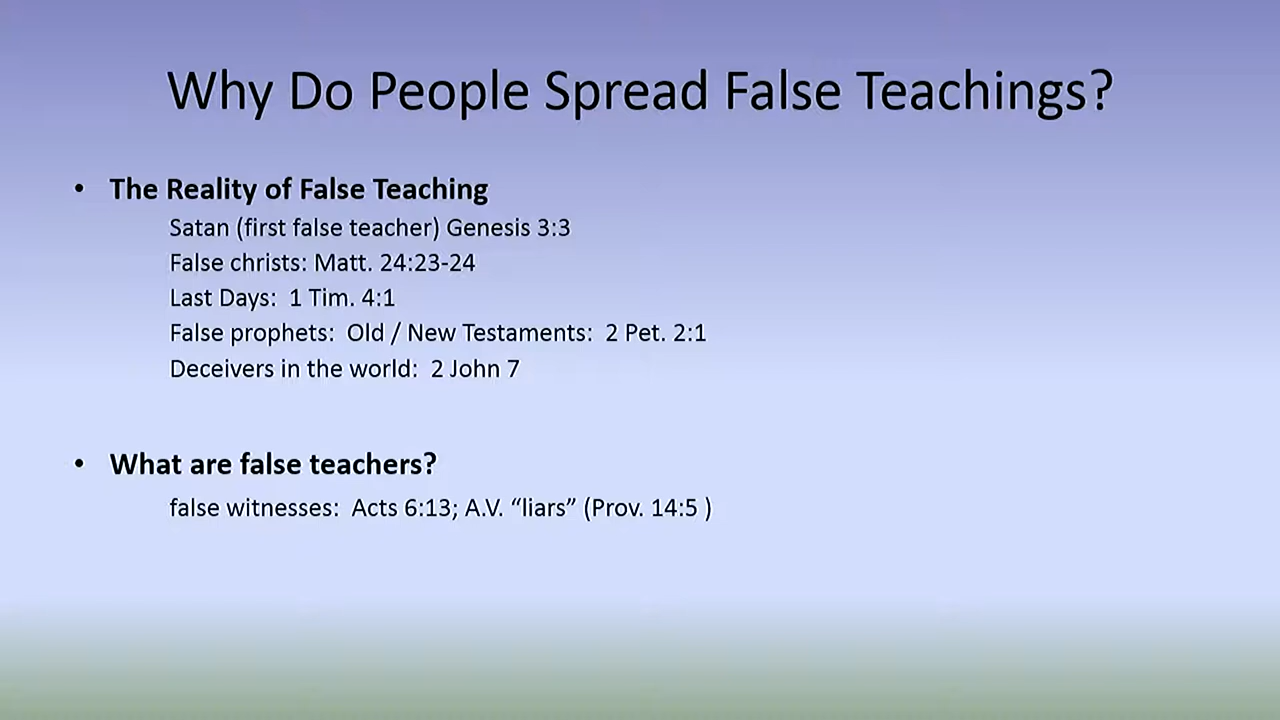 Why Do People Spread False Teachings?
• The Reality of False Teaching
Satan (first false teacher) Genesis 3:3
False christs: Matt. 24:23-24
Last Days:  1 Tim. 4:1
False prophets:  Old / New Testaments:  2 Pet. 2:1
Deceivers in the world:  2 John 7
• What are false teachers?
false witnesses:  Acts 6:13; A.V. “liars” (Prov. 14:5 )